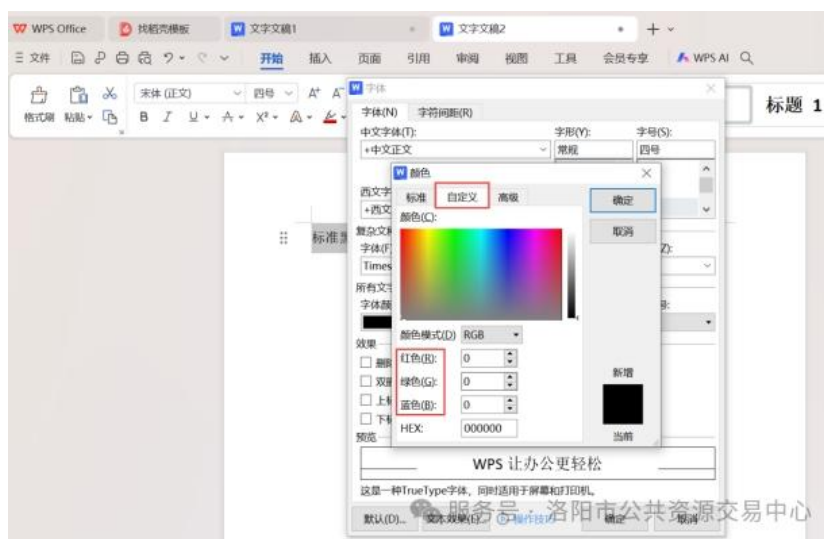 WPS Office 找稻壳模板 文字文稿1 文字文稿2
文件 开始 插入 页面 引用 审阅 视图 工具 会员专享 WPS AI
格式刷 粘贴 宋体 (正文) 四号 A⁺ A⁻ 标题 1
B I U A X² A
字体
字体(N) 字符间距(R)
中文字体(T): 字形(Y): 字号(S):
+中文正文 常规 四号
颜色
标准 自定义 高级 确定
颜色(C): 取消
西文字
+西文
标准
字体(F
Times
Z):
所有文字
字体颜
号:
颜色模式(D) RGB
效果
红色(R): 0
绿色(G): 0
蓝色(B): 0
HEX: 000000
新增
当前
预览
WPS 让办公更轻松
这是一种TrueType字体，同时适用于屏幕和打印机。
默认(D)... 文本效果(E)... 操作技巧 确定 取消
服务号 · 洛阳市公共资源交易中心